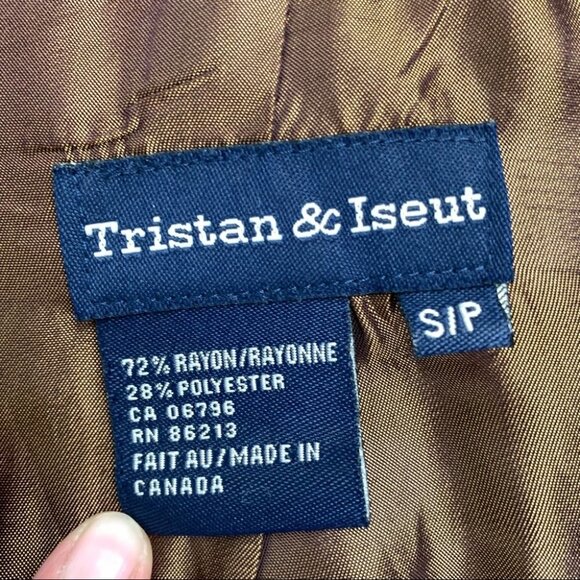 Tristan & Iseut
S/P
72% RAYON/RAYONNE
28% POLYESTER
CA 06796
RN 86213
FAIT AU/MADE IN
CANADA